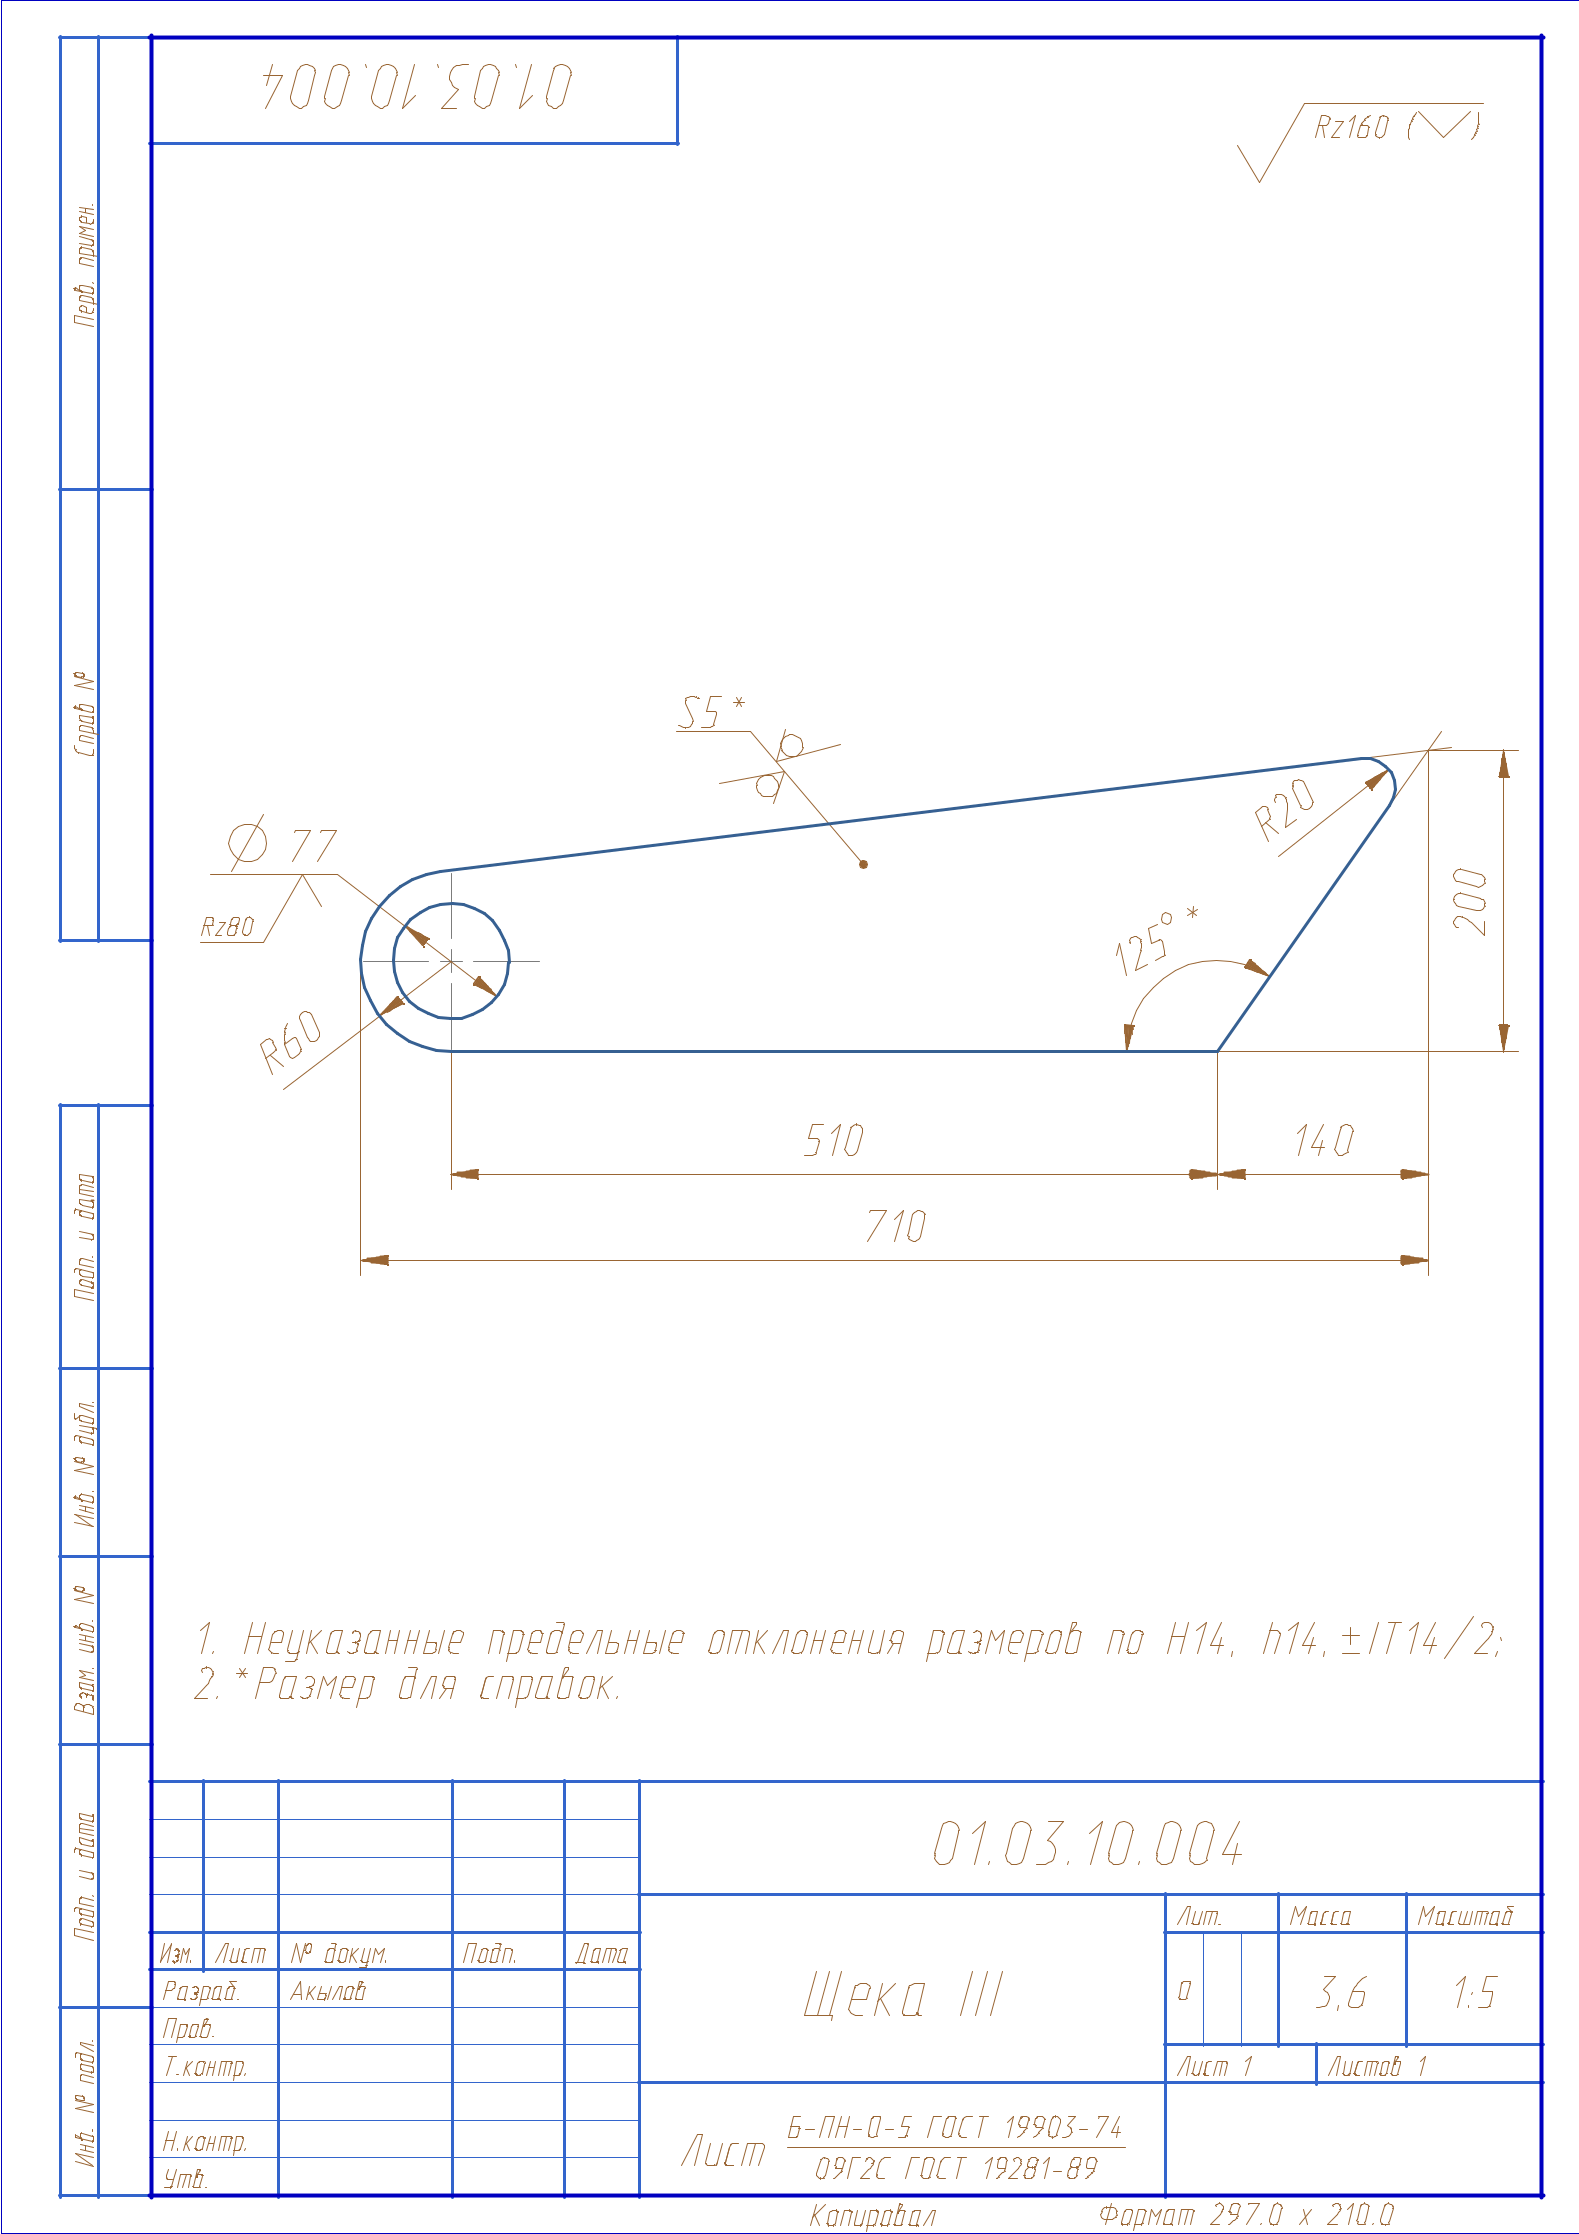 01.03.10.004
Rz160 (✓)
Перв. примен.
Справ №
S5*
Ø 77
Rz80
R60
R20
125°*
200
510
140
710
Подп. и дата
Инв. № дубл.
Взам. инв. №
Подп. и дата
Инв. № подл.
1. Неуказанные предельные отклонения размеров по Н14, h14, ±IT14/2;
2.*Размер для справок.
01.03.10.004
Изм. Лист № докум. Подп. Дата
Разраб. Акылов
Пров.
Т.контр.
Н.контр.
Утв.
Щека III
Лит. Масса Масштаб
а 3,6 1:5
Лист 1 Листов 1
Лист Б-ПН-О-5 ГОСТ 19903-74
09Г2С ГОСТ 19281-89
Копировал Формат 297.0 x 210.0